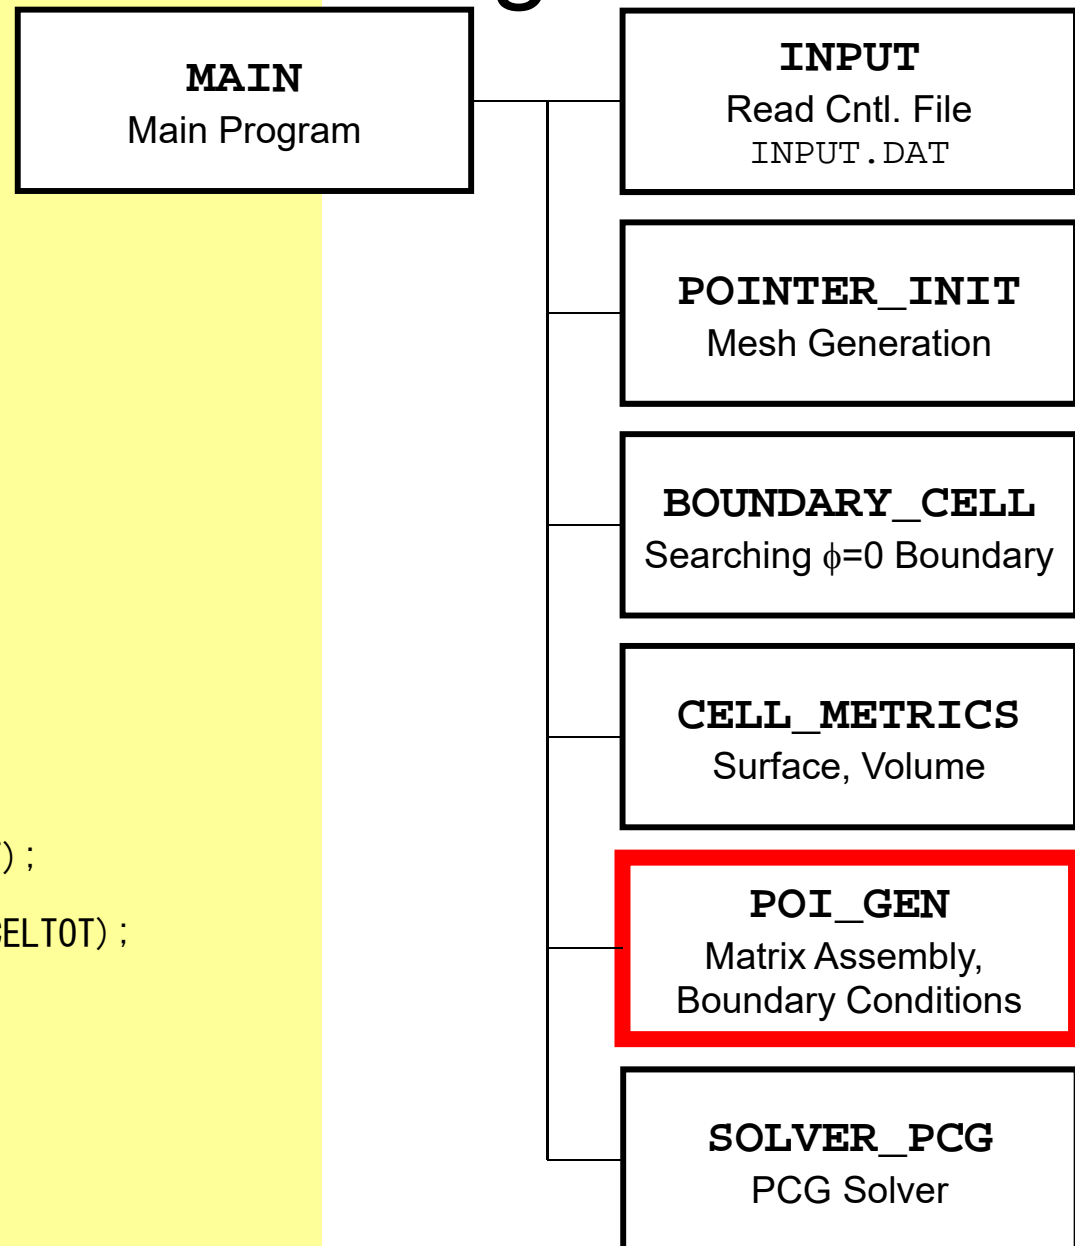 g
MAIN
Main Program
INPUT
Read Cntl. File
INPUT.DAT
POINTER_INIT
Mesh Generation
BOUNDARY_CELL
Searching ϕ=0 Boundary
CELL_METRICS
Surface, Volume
);
ELTOT);
POI_GEN
Matrix Assembly,
Boundary Conditions
SOLVER_PCG
PCG Solver